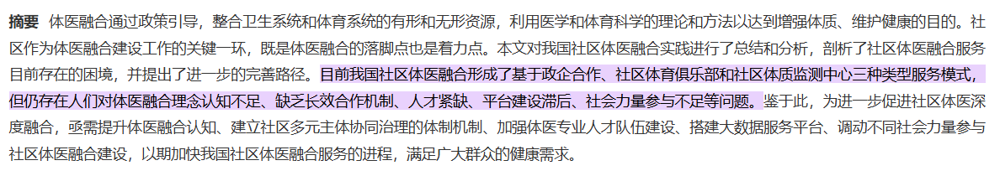 摘要 体医融合通过政策引导，整合卫生系统和体育系统的有形和无形资源，利用医学和体育科学的理论和方法以达到增强体质、维护健康的目的。社
区作为体医融合建设工作的关键一环，既是体医融合的落脚点也是着力点。本文对我国社区体医融合实践进行了总结和分析，剖析了社区体医融合服务
目前存在的困境，并提出了进一步的完善路径。目前我国社区体医融合形成了基于政企合作、社区体育俱乐部和社区体质监测中心三种类型服务模式，
但仍存在人们对体医融合理念认知不足、缺乏长效合作机制、人才紧缺、平台建设滞后、社会力量参与不足等问题。鉴于此，为进一步促进社区体医深
度融合，亟需提升体医融合认知、建立社区多元主体协同治理的体制机制、加强体医专业人才队伍建设、搭建大数据服务平台、调动不同社会力量参与
社区体医融合建设，以期加快我国社区体医融合服务的进程，满足广大群众的健康需求。